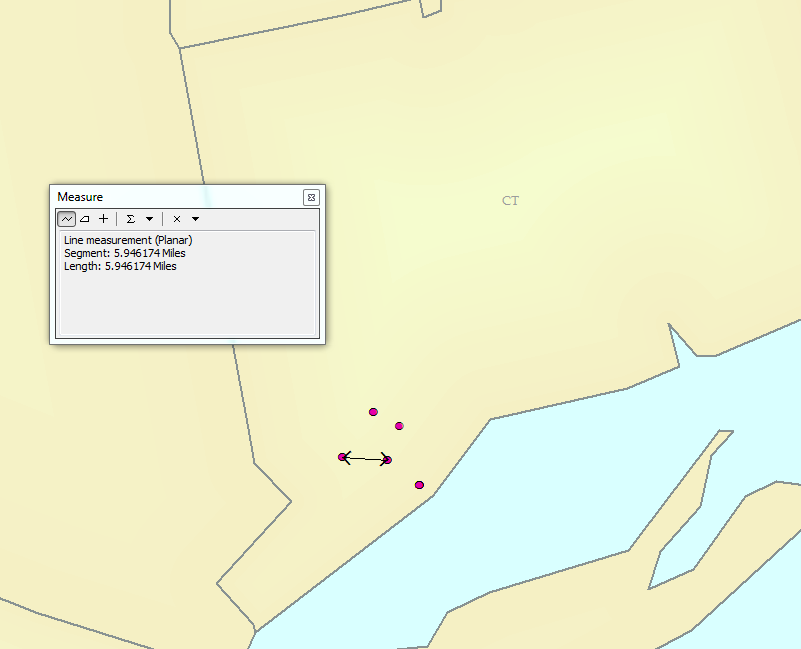 CT
Measure
Line measurement (Planar)
Segment: 5.946174 Miles
Length: 5.946174 Miles